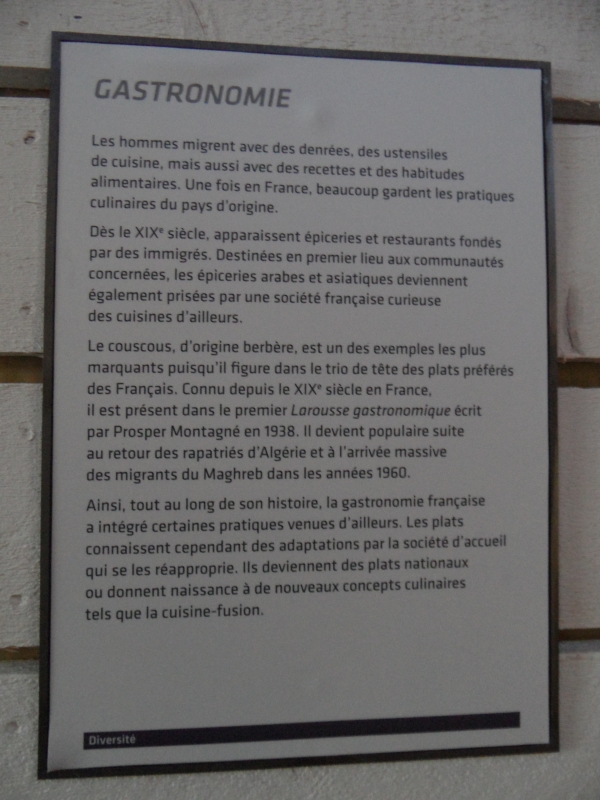 GASTRONOMIE
Les hommes migrent avec des denrées, des ustensiles
de cuisine, mais aussi avec des recettes et des habitudes
alimentaires. Une fois en France, beaucoup gardent les pratiques
culinaires du pays d'origine.
Dès le XIXᵉ siècle, apparaissent épiceries et restaurants fondés
par des immigrés. Destinées en premier lieu aux communautés
concernées, les épiceries arabes et asiatiques deviennent
également prisées par une société française curieuse
des cuisines d'ailleurs.
Le couscous, d'origine berbère, est un des exemples les plus
marquants puisqu'il figure dans le trio de tête des plats préférés
des Français. Connu depuis le XIXᵉ siècle en France,
il est présent dans le premier Larousse gastronomique écrit
par Prosper Montagné en 1938. Il devient populaire suite
au retour des rapatriés d'Algérie et à l'arrivée massive
des migrants du Maghreb dans les années 1960.
Ainsi, tout au long de son histoire, la gastronomie française
a intégré certaines pratiques venues d'ailleurs. Les plats
connaissent cependant des adaptations par la société d'accueil
qui se les réapproprie. Ils deviennent des plats nationaux
ou donnent naissance à de nouveaux concepts culinaires
tels que la cuisine-fusion.
Diversité